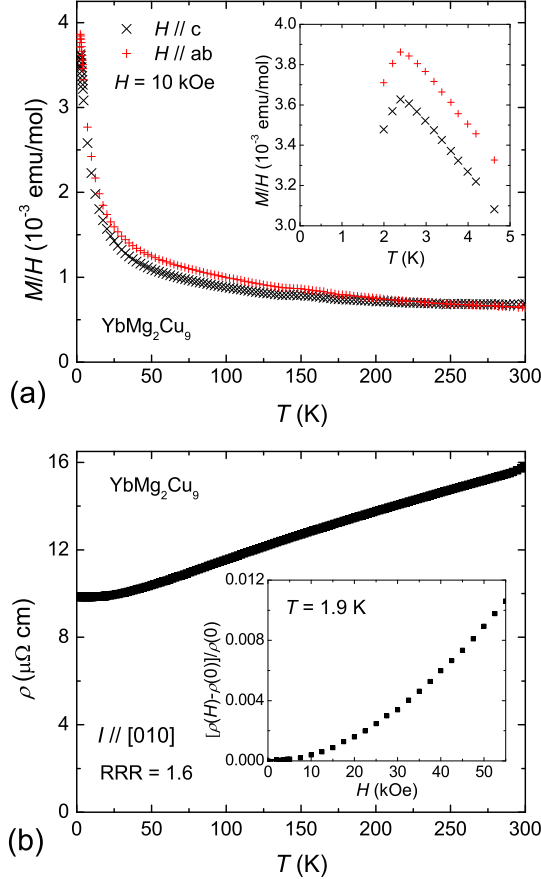 4
3
2
1
0
M/H (10⁻³ emu/mol)
× H // c
+ H // ab
H = 10 kOe
YbMg₂Cu₉
4.0
3.8
3.6
3.4
3.2
3.0
M/H (10⁻³ emu/mol)
0 1 2 3 4 5
T (K)
0 50 100 150 200 250 300
T (K)
(a)
16
12
8
4
0
ρ (μΩ cm)
YbMg₂Cu₉
I // [010]
RRR = 1.6
0.012
0.008
0.004
0.000
[ρ(H)-ρ(0)]/ρ(0)
T = 1.9 K
0 10 20 30 40 50
H (kOe)
0 50 100 150 200 250 300
T (K)
(b)